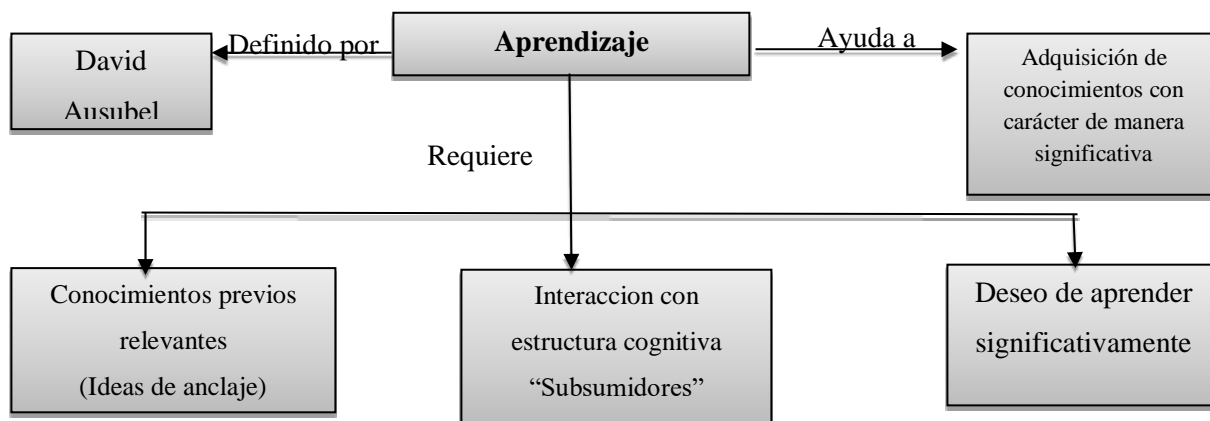 Aprendizaje
Definido por
Ayuda a
David
Ausubel
Adquisición de
conocimientos con
carácter de manera
significativa
Requiere
Conocimientos previos
relevantes
(Ideas de anclaje)
Interaccion con
estructura cognitiva
“Subsumidores”
Deseo de aprender
significativamente